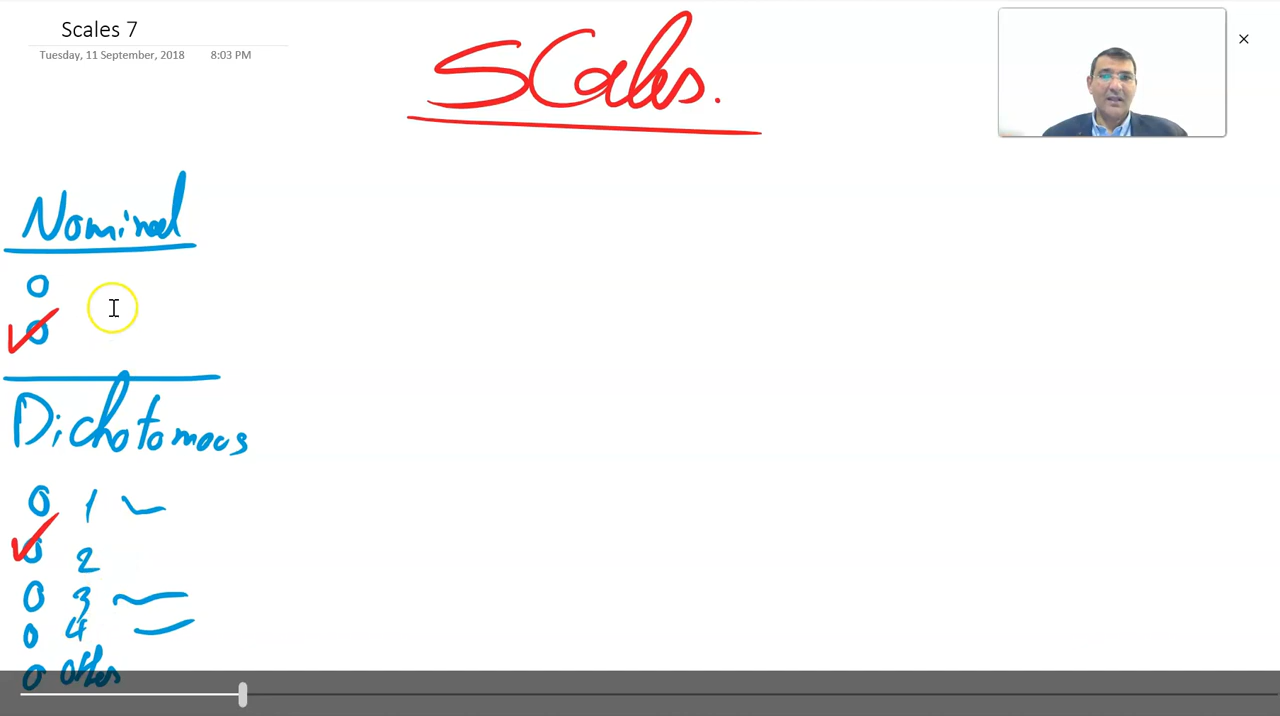 Scales 7
Tuesday, 11 September, 2018 8:03 PM
Scales.
Nominal
Dichotomous
1
2
3
4
others